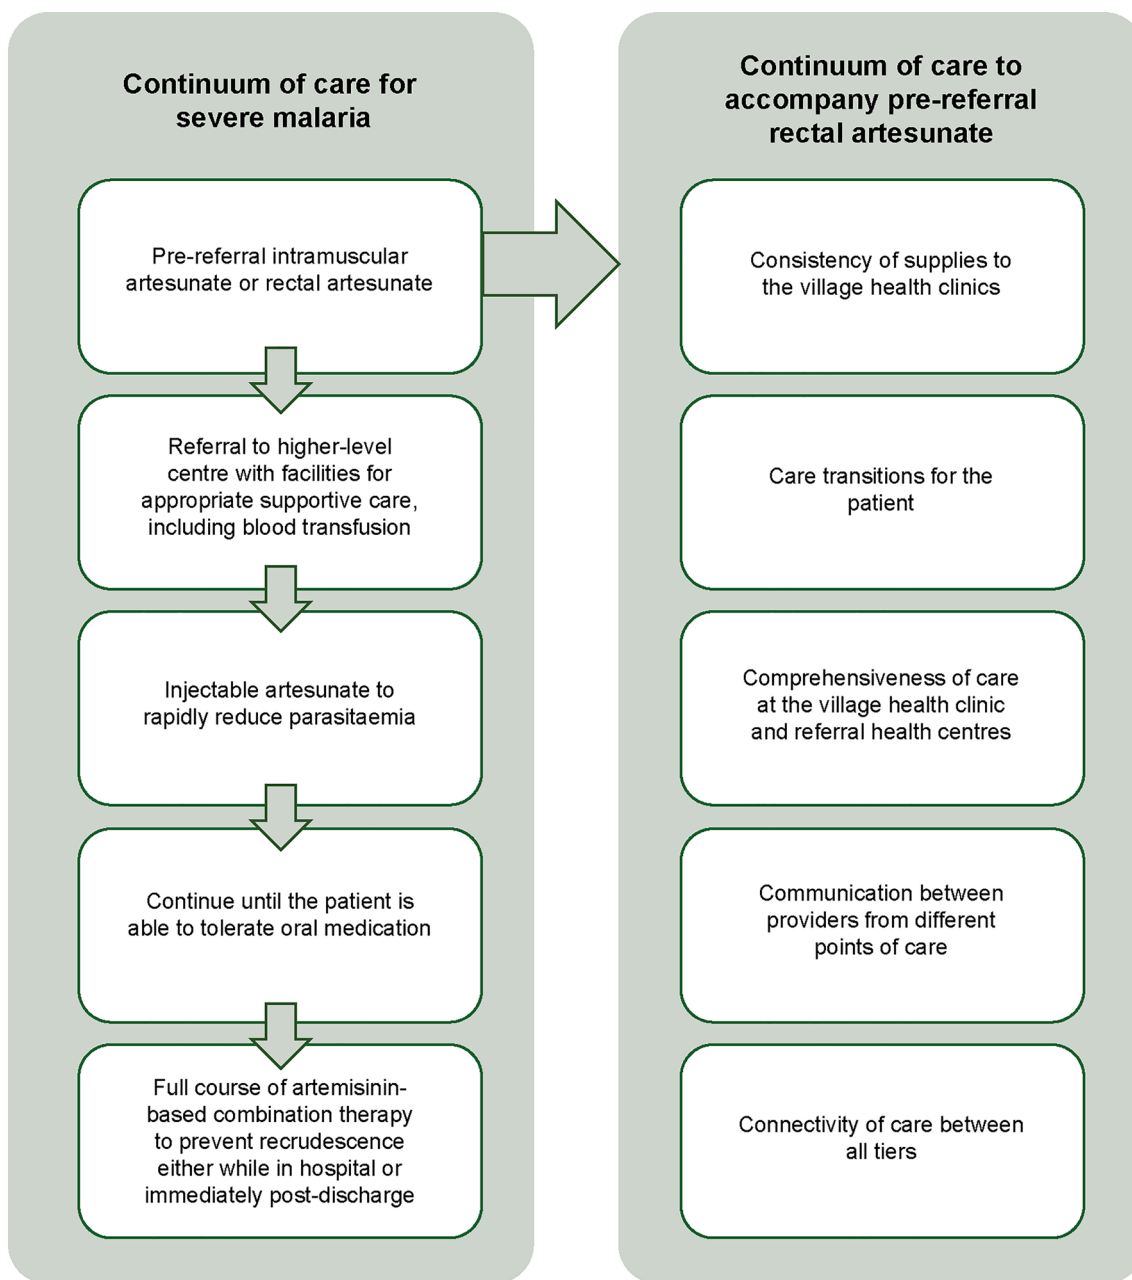 Continuum of care for
severe malaria
Pre-referral intramuscular
artesunate or rectal artesunate
Referral to higher-level
centre with facilities for
appropriate supportive care,
including blood transfusion
Injectable artesunate to
rapidly reduce parasitaemia
Continue until the patient is
able to tolerate oral medication
Full course of artemisinin-
based combination therapy
to prevent recrudescence
either while in hospital or
immediately post-discharge
Continuum of care to
accompany pre-referral
rectal artesunate
Consistency of supplies to
the village health clinics
Care transitions for the
patient
Comprehensiveness of care
at the village health clinic
and referral health centres
Communication between
providers from different
points of care
Connectivity of care between
all tiers